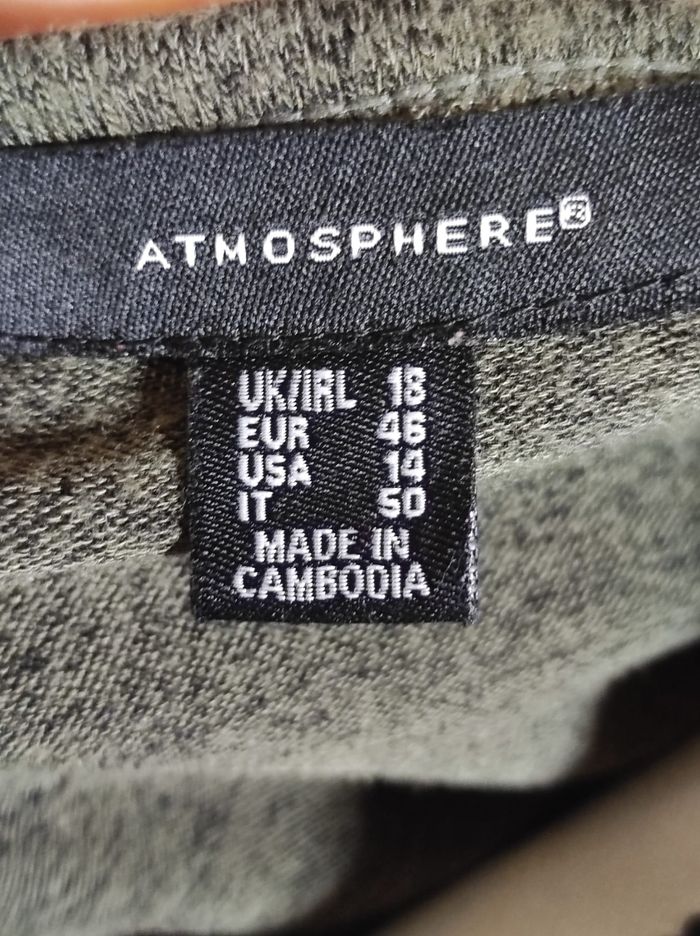 ATMOSPHERE®
UK/IRL 18
EUR 46
USA 14
IT 50
MADE IN
CAMBODIA